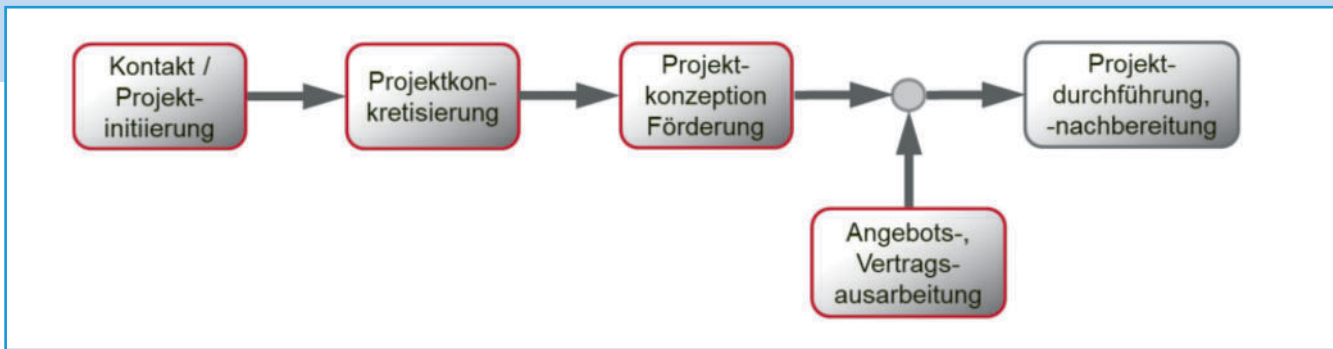 Kontakt /
Projekt-
initiierung
Projektkon-
kretisierung
Projekt-
konzeption
Förderung
Projekt-
durchführung,
-nachbereitung
Angebots-,
Vertrags-
ausarbeitung